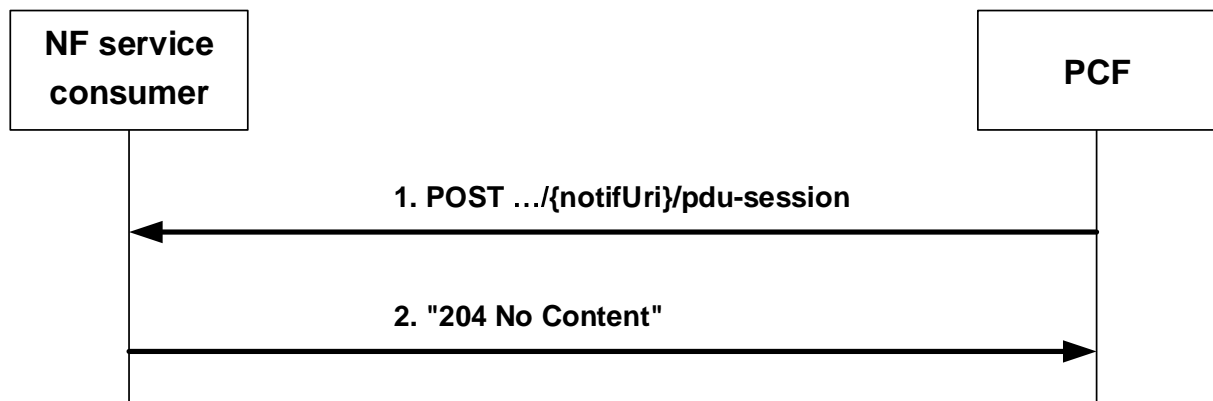 NF service
consumer
PCF
1. POST …/{notifUri}/pdu-session
2. "204 No Content"